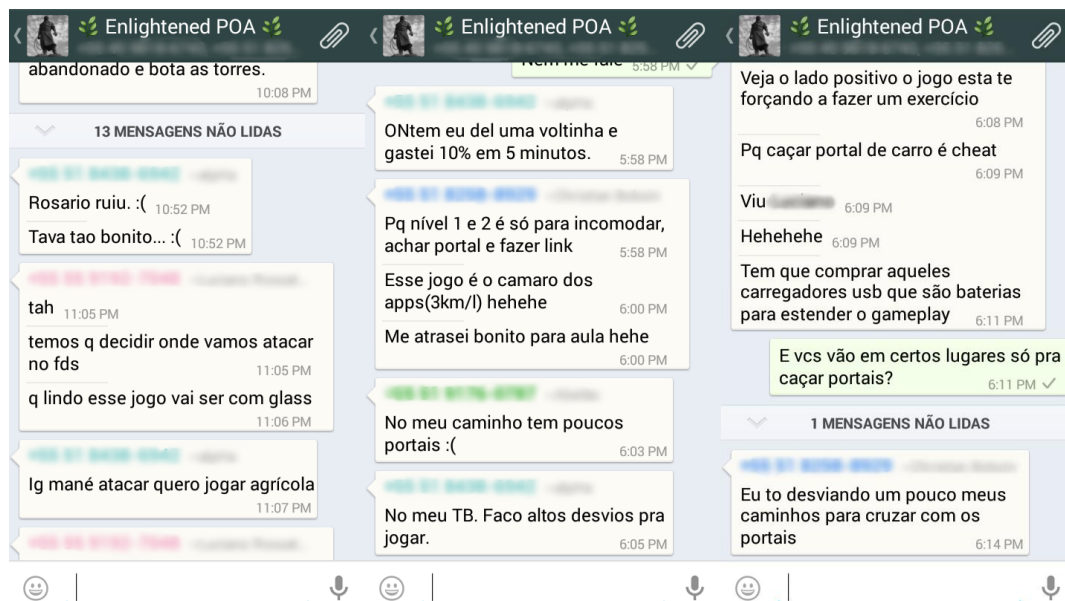 Enlightened POA
abandonado e bota as torres.
10:08 PM
13 MENSAGENS NÃO LIDAS
Rosario ruiu. :( 10:52 PM
Tava tao bonito... :( 10:52 PM
tah 11:05 PM
temos q decidir onde vamos atacar
no fds 11:05 PM
q lindo esse jogo vai ser com glass
11:06 PM
Ig mané atacar quero jogar agrícola
11:07 PM
Enlightened POA
5:58 PM
ONtem eu del uma voltinha e
gastei 10% em 5 minutos. 5:58 PM
Pq nível 1 e 2 é só para incomodar,
achar portal e fazer link 5:58 PM
Esse jogo é o camaro dos
apps(3km/l) hehehe 6:00 PM
Me atrasei bonito para aula hehe
6:00 PM
No meu caminho tem poucos
portais :( 6:03 PM
No meu TB. Faco altos desvios pra
jogar. 6:05 PM
Enlightened POA
Veja o lado positivo o jogo esta te
forçando a fazer um exercício
6:08 PM
Pq caçar portal de carro é cheat
6:09 PM
Viu 6:09 PM
Hehehehe 6:09 PM
Tem que comprar aqueles
carregadores usb que são baterias
para estender o gameplay 6:11 PM
E vcs vão em certos lugares só pra
caçar portais? 6:11 PM
1 MENSAGENS NÃO LIDAS
Eu to desviando um pouco meus
caminhos para cruzar com os
portais 6:14 PM